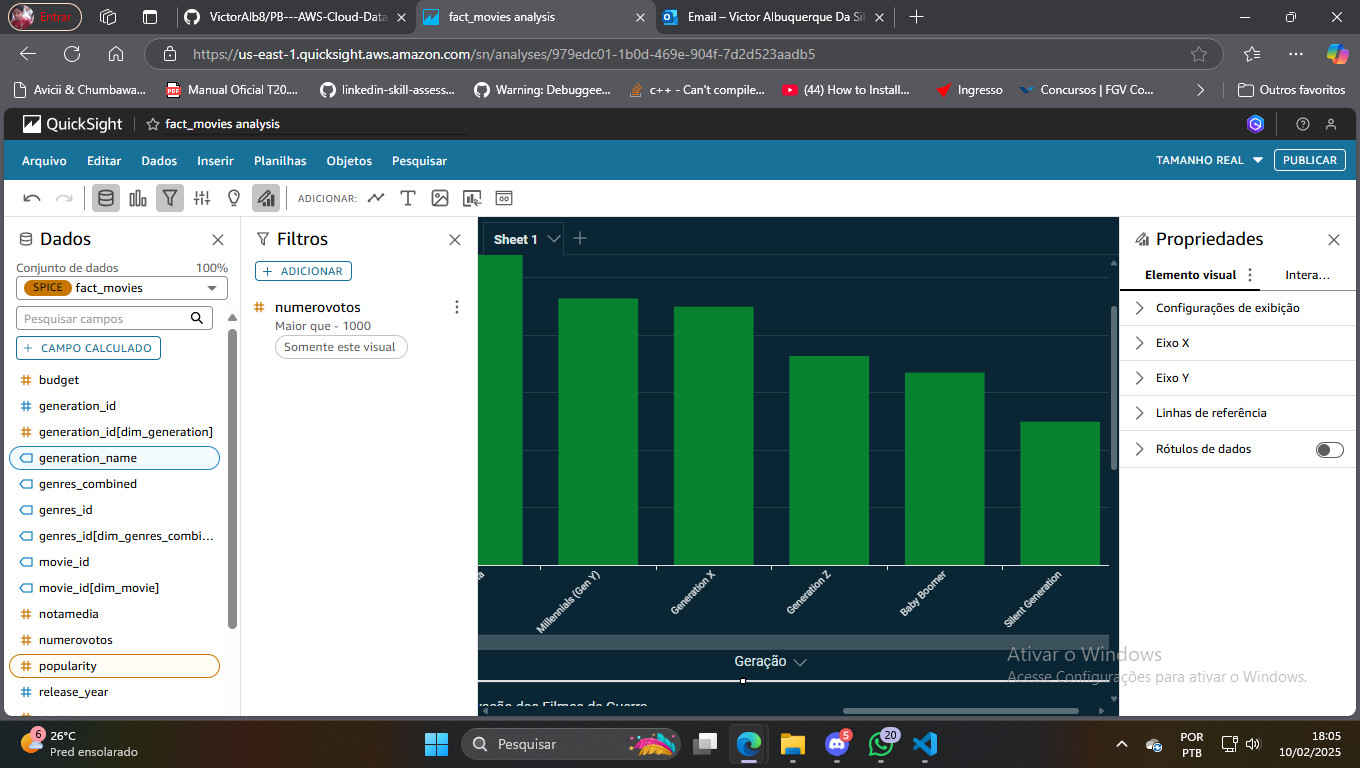 Entrar
VictorAlb8/PB---AWS-Cloud-Data
fact_movies analysis
Email – Victor Albuquerque Da Sil
https://us-east-1.quicksight.aws.amazon.com/sn/analyses/979edc01-1b0d-469e-904f-7d2d523aadb5
Avicii & Chumbawa...
Manual Oficial T20....
linkedin-skill-assess...
Warning: Debuggee...
c++ - Can't compile...
(44) How to Install...
Ingresso
Concursos | FGV Co...
Outros favoritos
QuickSight
fact_movies analysis
Arquivo
Editar
Dados
Inserir
Planilhas
Objetos
Pesquisar
TAMANHO REAL
PUBLICAR
ADICIONAR:
Dados
Conjunto de dados
100%
SPICE
fact_movies
Pesquisar campos
CAMPO CALCULADO
budget
generation_id
generation_id[dim_generation]
generation_name
genres_combined
genres_id
genres_id[dim_genres_combi...
movie_id
movie_id[dim_movie]
notamedia
numerovotos
popularity
release_year
Filtros
ADICIONAR
numerovotos
Maior que - 1000
Somente este visual
Sheet 1
Millennials (Gen Y)
Generation X
Generation Z
Baby Boomer
Silent Generation
Geração
dos Filmes de Guerra
Propriedades
Elemento visual
Intera...
Configurações de exibição
Eixo X
Eixo Y
Linhas de referência
Rótulos de dados
Ativar o Windows
Acesse Configurações para ativar o Windows.
6
26°C
Pred ensolarado
Pesquisar
5
20
POR
PTB
18:05
10/02/2025